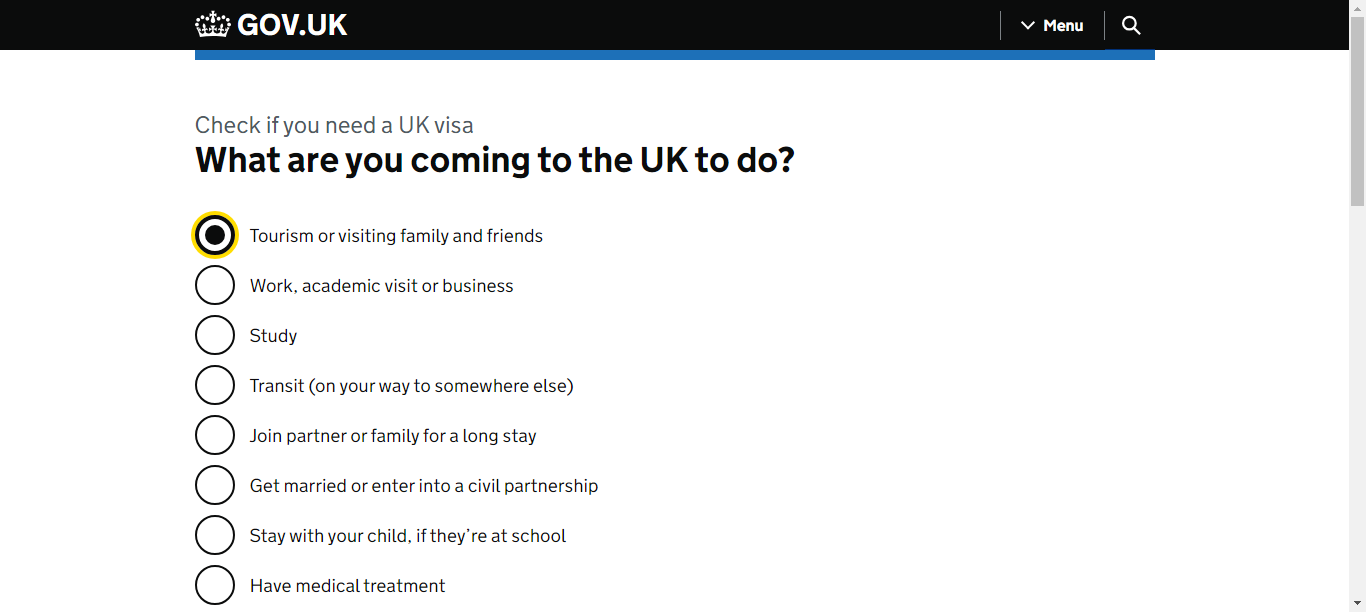 GOV.UK
Menu
Check if you need a UK visa
What are you coming to the UK to do?
Tourism or visiting family and friends
Work, academic visit or business
Study
Transit (on your way to somewhere else)
Join partner or family for a long stay
Get married or enter into a civil partnership
Stay with your child, if they’re at school
Have medical treatment